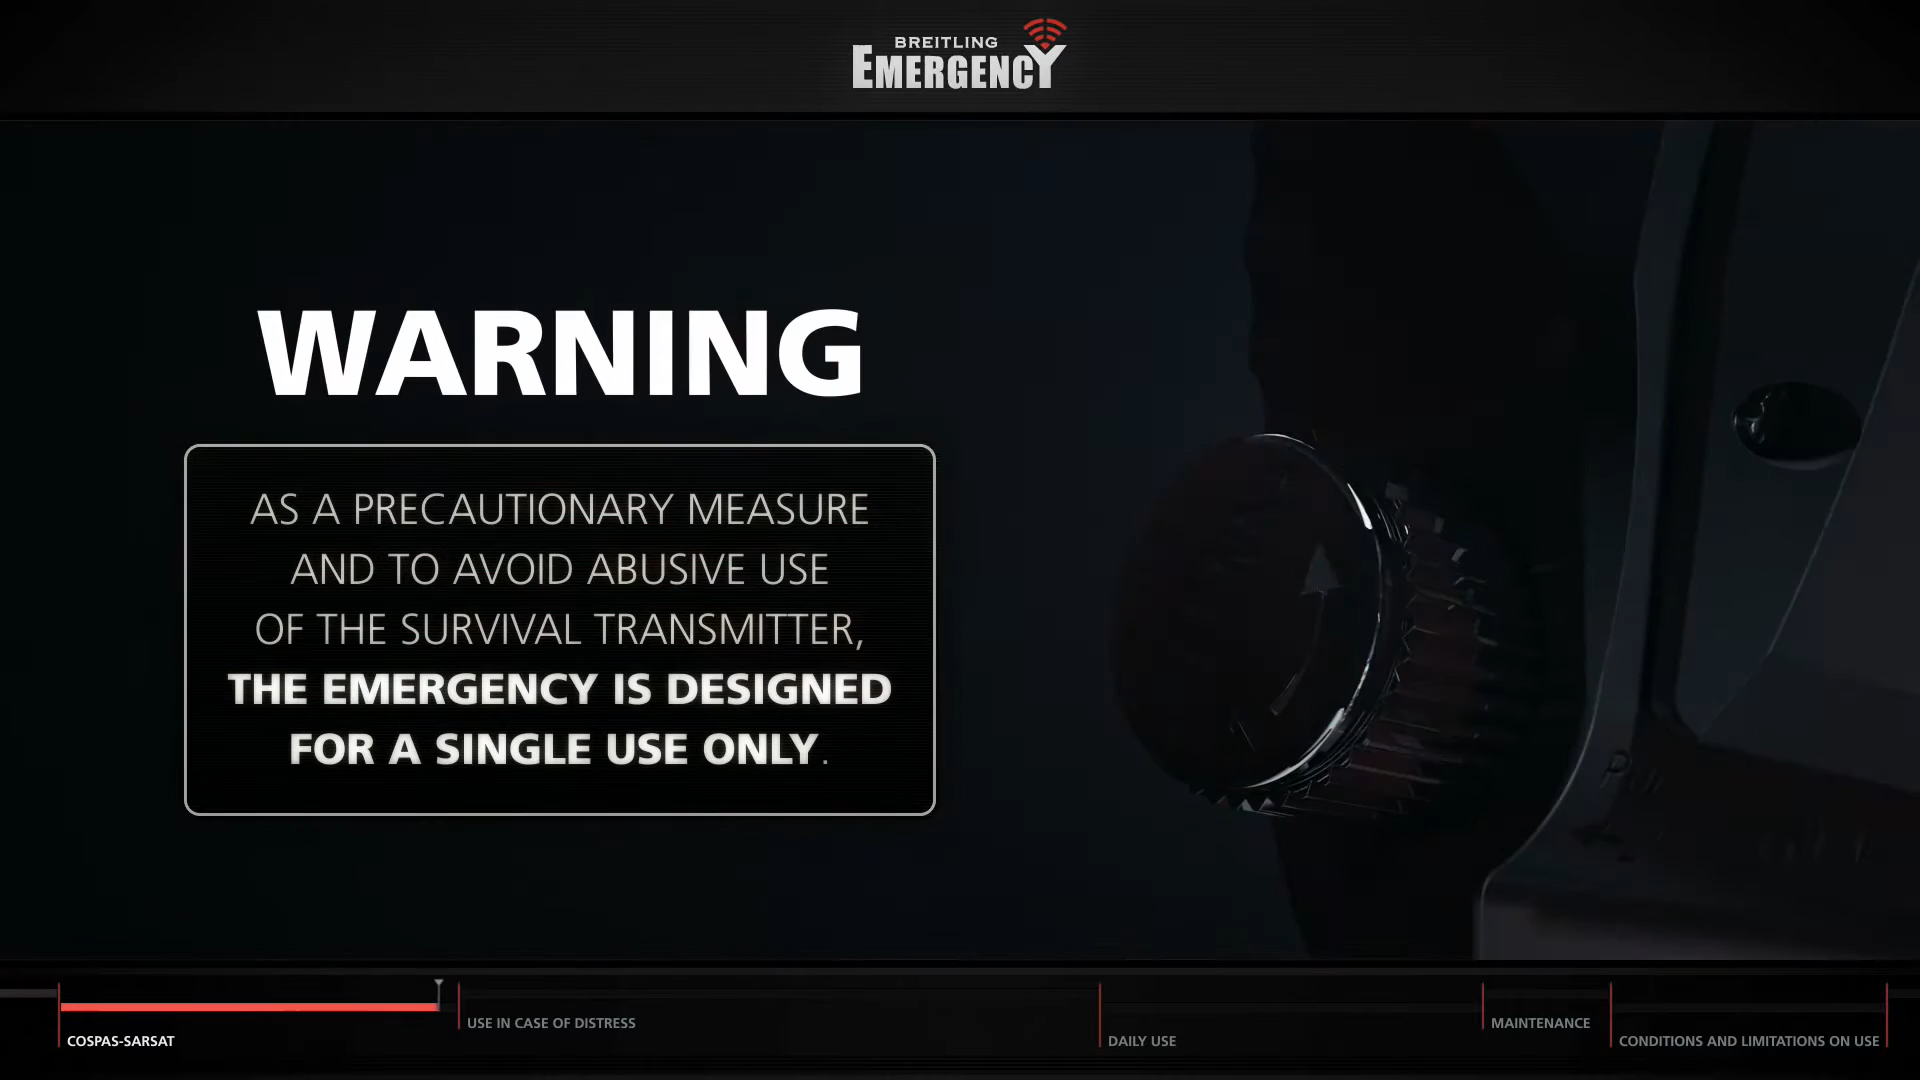 BREITLING
EMERGENCY
WARNING
AS A PRECAUTIONARY MEASURE
AND TO AVOID ABUSIVE USE
OF THE SURVIVAL TRANSMITTER,
THE EMERGENCY IS DESIGNED
FOR A SINGLE USE ONLY.
COSPAS-SARSAT
USE IN CASE OF DISTRESS
DAILY USE
MAINTENANCE
CONDITIONS AND LIMITATIONS ON USE